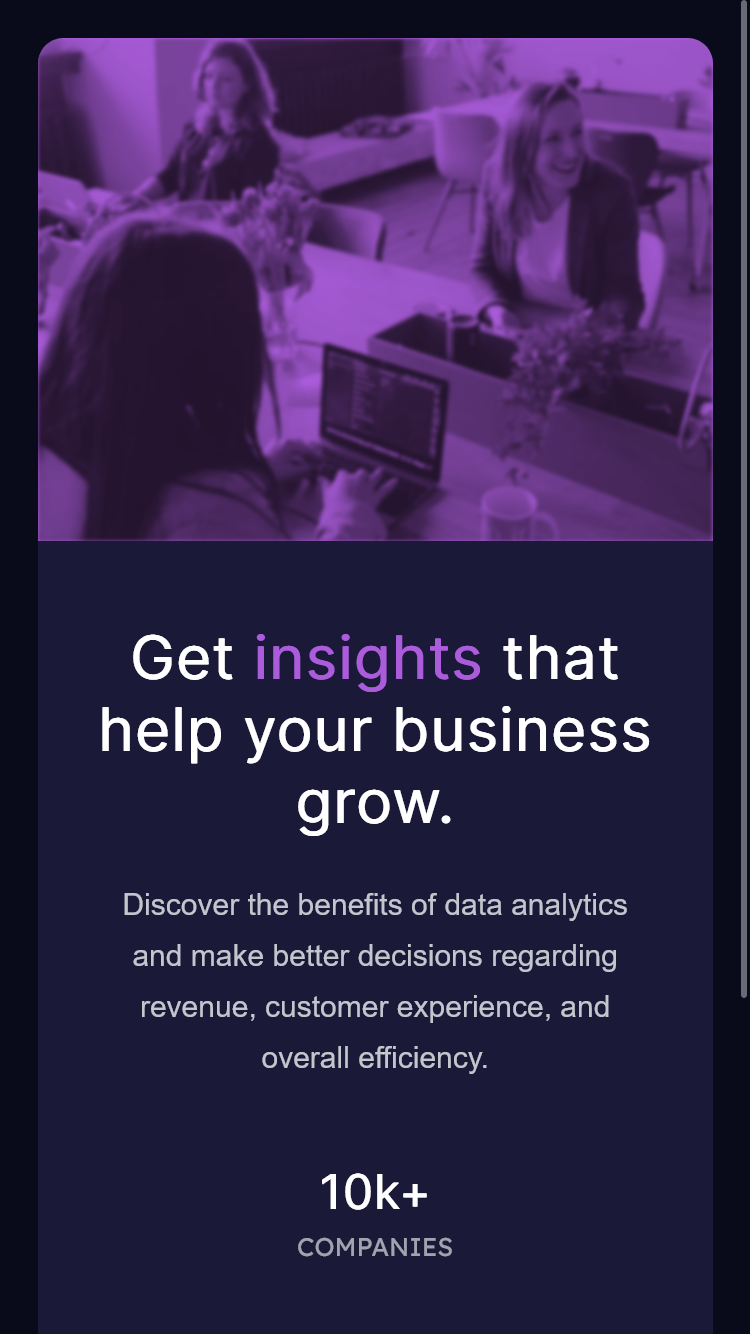 Get insights that
help your business
grow.
Discover the benefits of data analytics
and make better decisions regarding
revenue, customer experience, and
overall efficiency.
10k+
COMPANIES